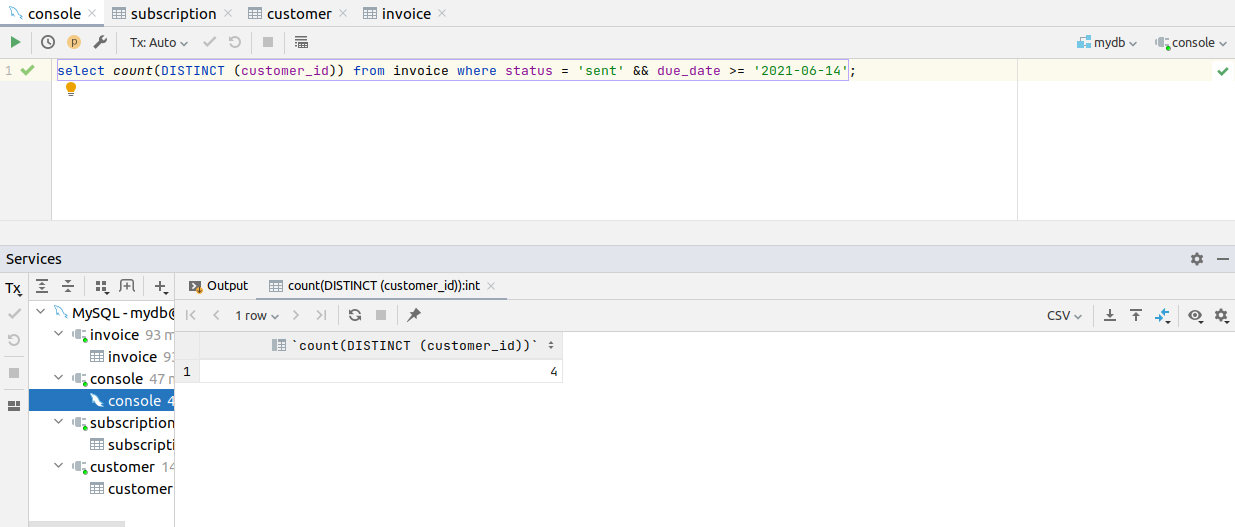 console subscription customer invoice
Tx: Auto mydb console
1 select count(DISTINCT (customer_id)) from invoice where status = 'sent' && due_date >= '2021-06-14';
Services
Tx Output count(DISTINCT (customer_id)):int
MySQL - mydb@ 1 row CSV
invoice 93 m
`count(DISTINCT (customer_id))`
invoice 93
1 4
console 47 m
console 4
subscription
subscripti
customer 14
customer